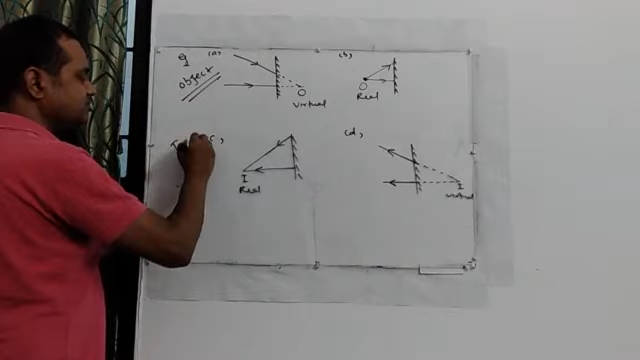 Q (a) (b)
object
O
Virtual
O
Real
(c) (d)
I
Real
I
Virtual